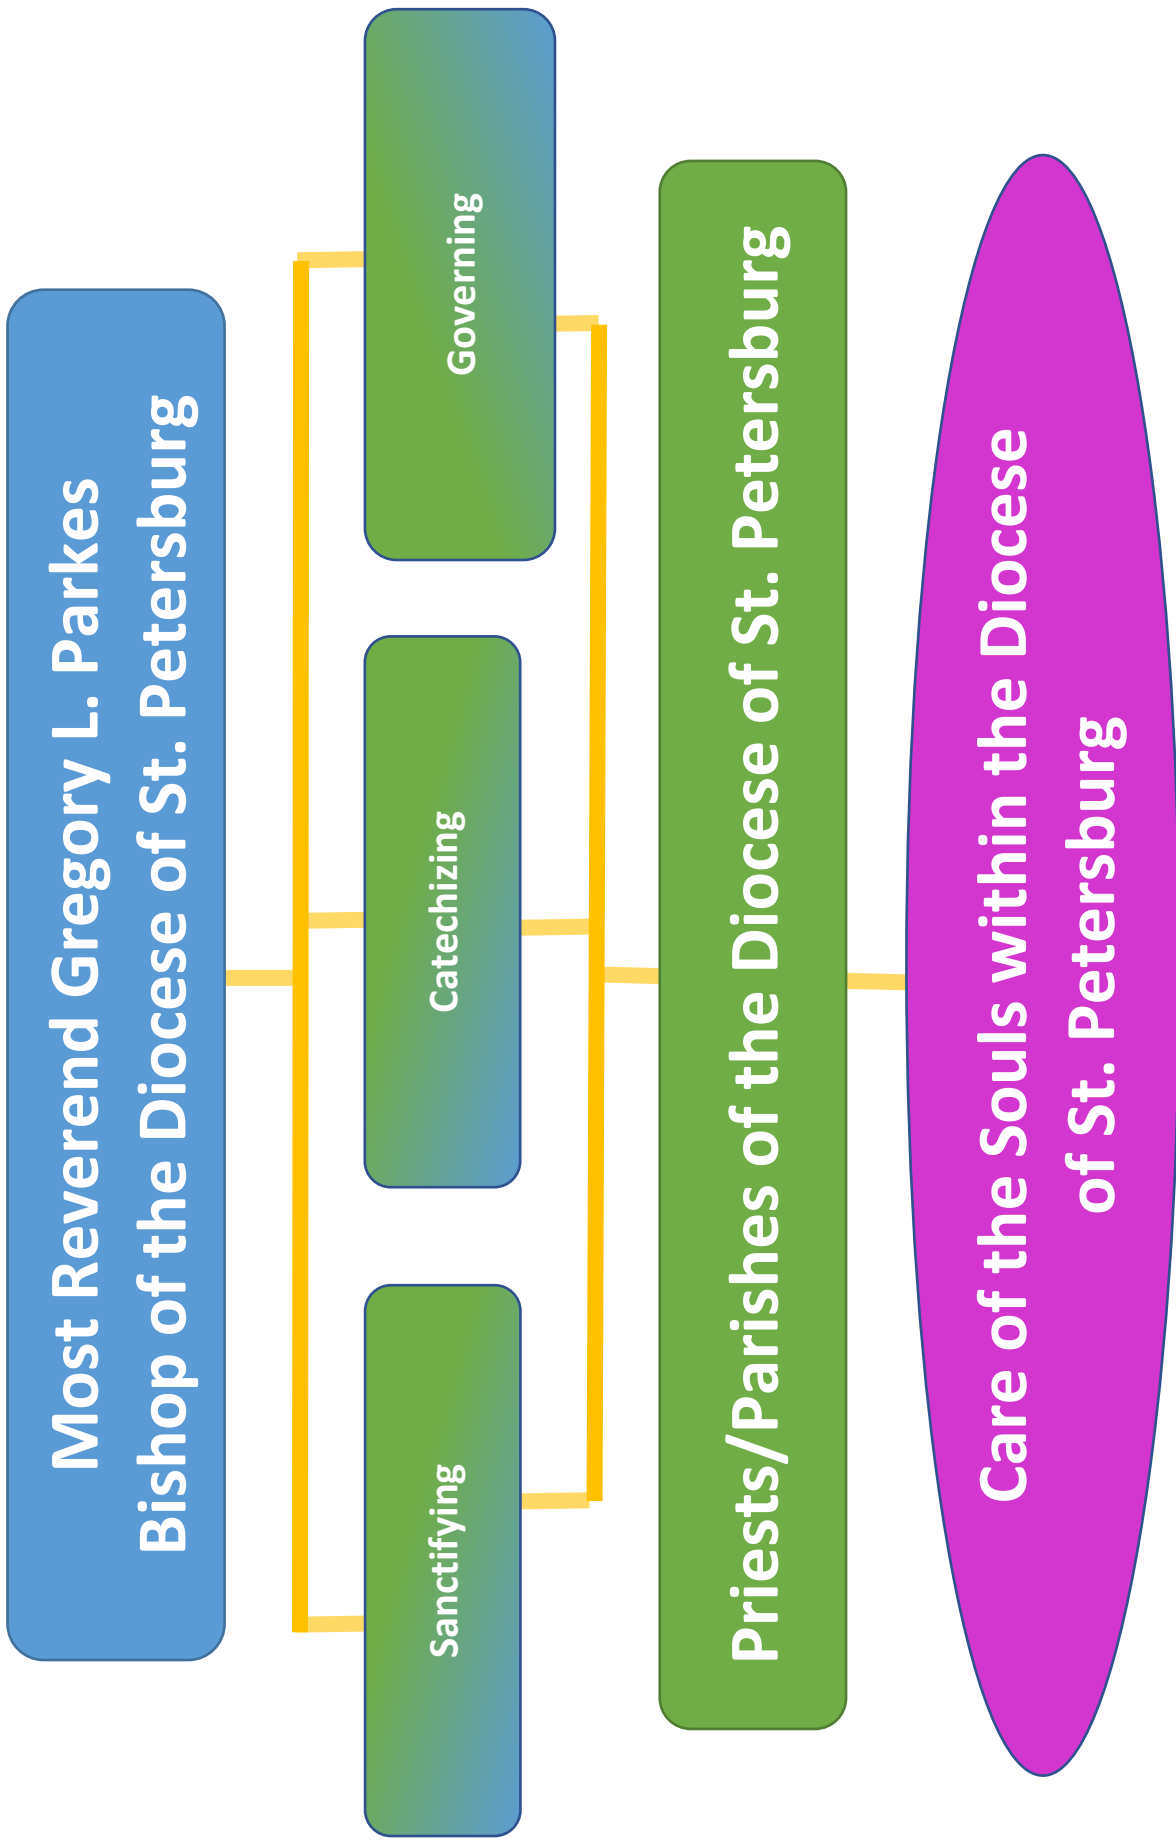 Most Reverend Gregory L. Parkes
Bishop of the Diocese of St. Petersburg
Sanctifying
Catechizing
Governing
Priests/Parishes of the Diocese of St. Petersburg
Care of the Souls within the Diocese
of St. Petersburg